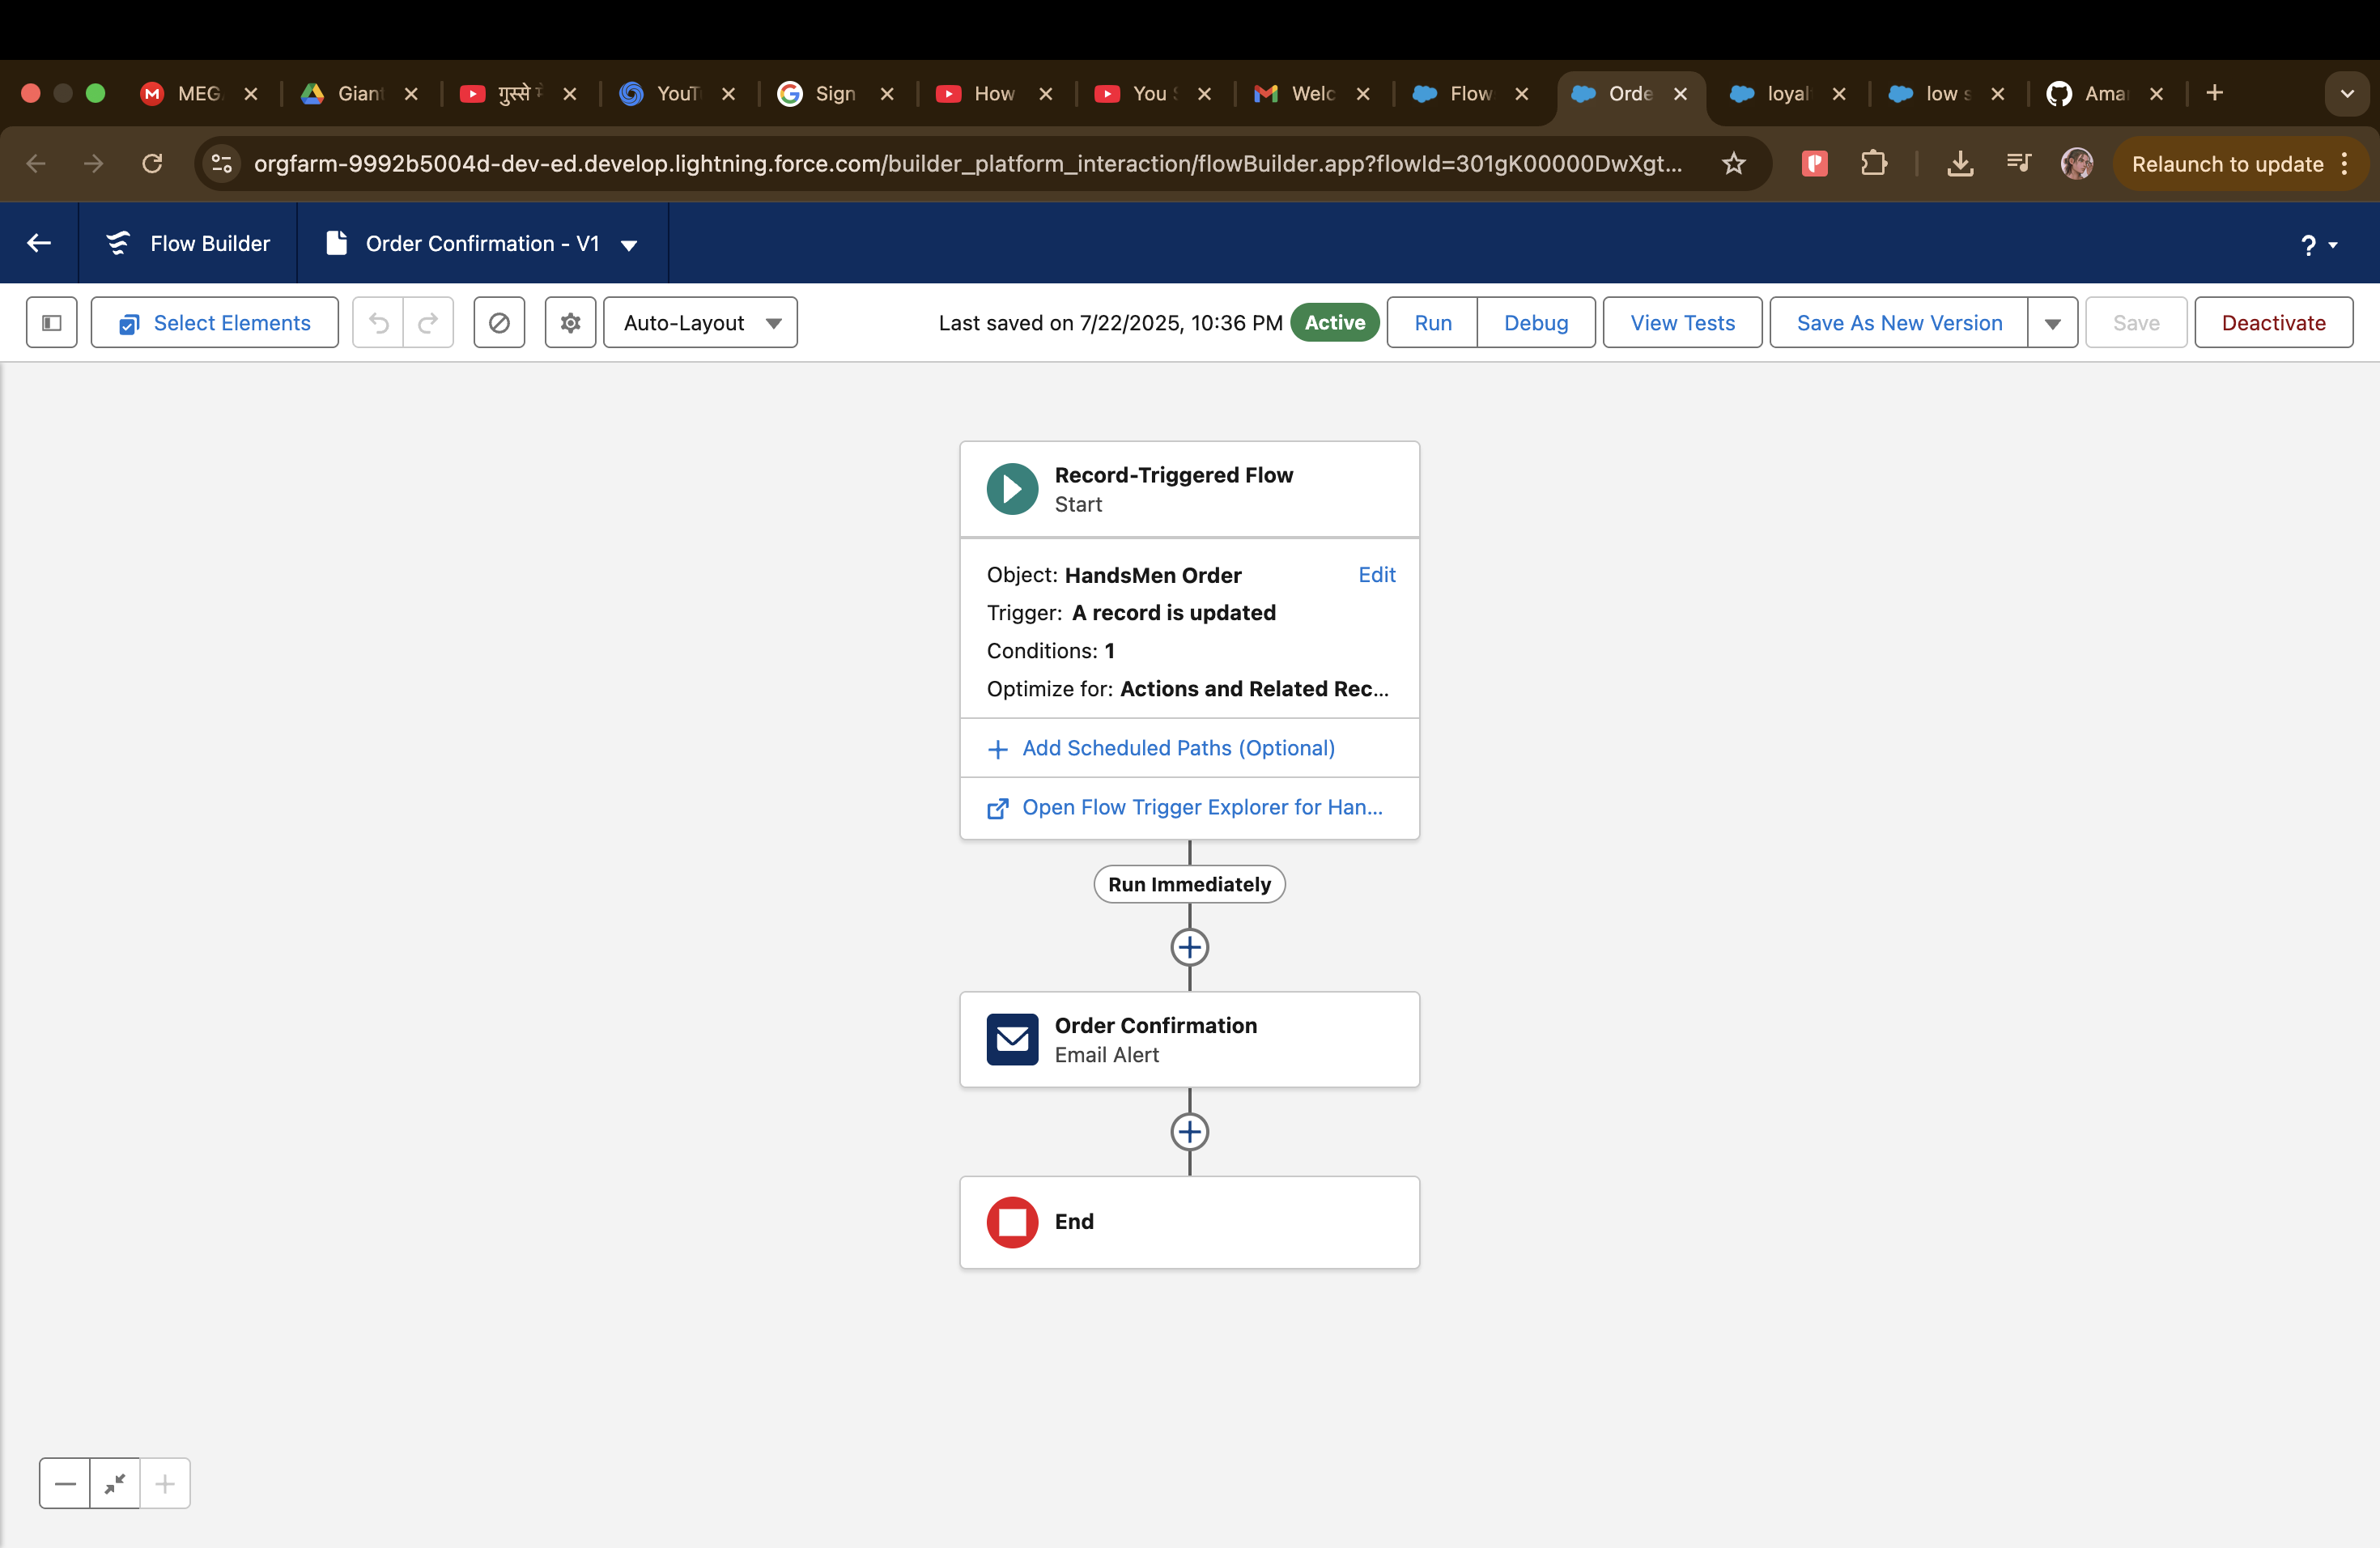 MEG
Giant
गुस्से
YouT
Sign
How
You
Welc
Flow
Orde
loyal
low s
Amar
orgfarm-9992b5004d-dev-ed.develop.lightning.force.com/builder_platform_interaction/flowBuilder.app?flowId=301gK00000DwXgt...
Relaunch to update
Flow Builder
Order Confirmation - V1
?
Select Elements
Auto-Layout
Last saved on 7/22/2025, 10:36 PM
Active
Run
Debug
View Tests
Save As New Version
Save
Deactivate
Record-Triggered Flow
Start
Object: HandsMen Order
Edit
Trigger: A record is updated
Conditions: 1
Optimize for: Actions and Related Rec...
Add Scheduled Paths (Optional)
Open Flow Trigger Explorer for Han...
Run Immediately
Order Confirmation
Email Alert
End